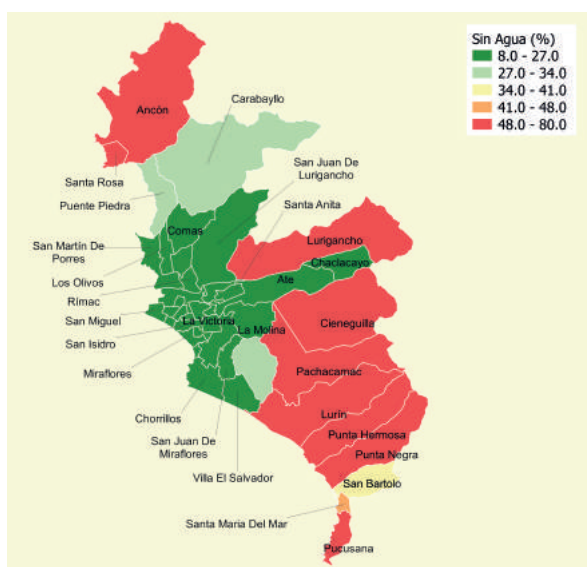 Sin Agua (%)
8.0 - 27.0
27.0 - 34.0
34.0 - 41.0
41.0 - 48.0
48.0 - 80.0
Ancón
Carabayllo
San Juan De
Lurigancho
Santa Rosa
Puente Piedra
Santa Anita
Comas
San Martín De
Porres
Lurigancho
Chaclacayo
Los Olivos
Ate
Rímac
San Miguel
La Victoria
La Molina
Cieneguilla
San Isidro
Miraflores
Pachacamac
Chorrillos
Lurín
San Juan De
Miraflores
Punta Hermosa
Punta Negra
Villa El Salvador
San Bartolo
Santa Maria Del Mar
Pucusana